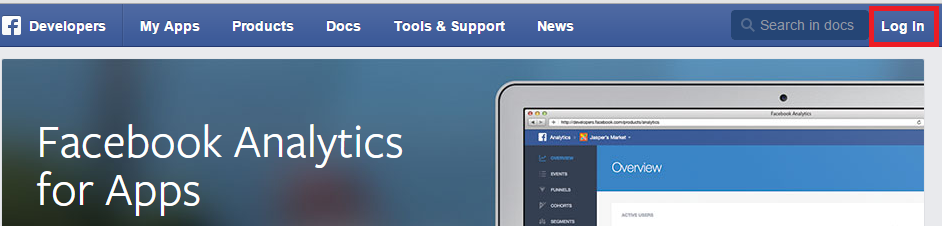 f Developers My Apps Products Docs Tools & Support News Search in docs Log In
Facebook Analytics
for Apps
Facebook Analytics
http://developers.facebook.com/products/analytics
f Analytics Jasper's Market
OVERVIEW
EVENTS
FUNNELS
COHORTS
SEGMENTS
Overview
ACTIVE USERS